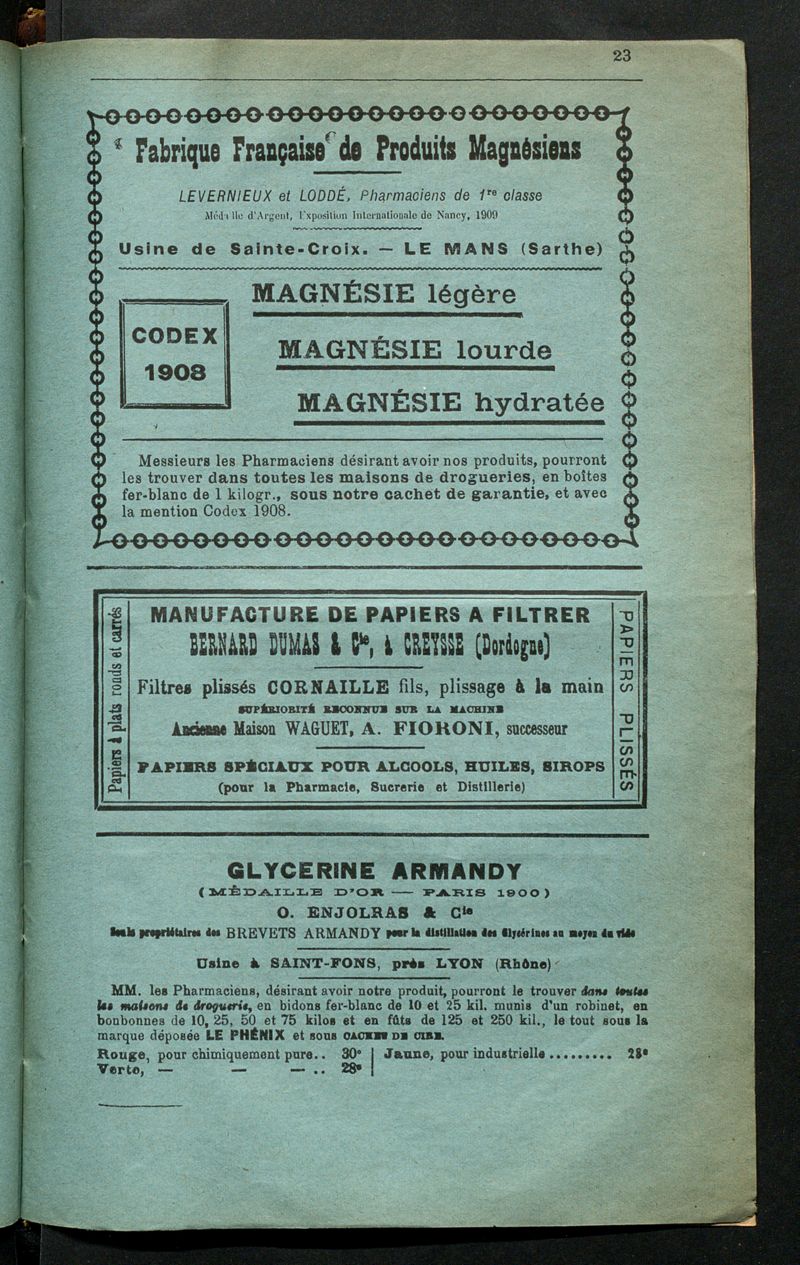 23
Fabrique Française de Produits Magnésiens
LEVERNIEUX et LODDÉ, Pharmaciens de 1re classe
Médaille d'Argent, Exposition Internationale de Nancy, 1909
Usine de Sainte-Croix. — LE MANS (Sarthe)
CODEX
1908
MAGNÉSIE légère
MAGNÉSIE lourde
MAGNÉSIE hydratée
Messieurs les Pharmaciens désirant avoir nos produits, pourront
les trouver dans toutes les maisons de drogueries, en boîtes
fer-blanc de 1 kilogr., sous notre cachet de garantie, et avec
la mention Codex 1908.
Papiers à plats ronds et carrés
MANUFACTURE DE PAPIERS A FILTRER
BERNARD DUMAS & Cie, à CREYSSE (Dordogne)
Filtres plissés CORNAILLE fils, plissage à la main
SUPÉRIORITÉ RECONNUE SUR LA MACHINE
Ancienne Maison WAGUET, A. FIORONI, successeur
PAPIERS SPÉCIAUX POUR ALCOOLS, HUILES, SIROPS
(pour la Pharmacie, Sucrerie et Distillerie)
PAPIERS PLISSÉS
GLYCERINE ARMANDY
(MÉDAILLE D'OR — PARIS 1900)
O. ENJOLRAS & Cie
Seuls propriétaires des BREVETS ARMANDY pour la distillation des Glycérines au moyen du vide
Usine à SAINT-FONS, près LYON (Rhône)
MM. les Pharmaciens, désirant avoir notre produit, pourront le trouver dans toutes
les maisons de droguerie, en bidons fer-blanc de 10 et 25 kil. munis d'un robinet, en
bonbonnes de 10, 25, 50 et 75 kilos et en fûts de 125 et 250 kil., le tout sous la
marque déposée LE PHÉNIX et sous CACHET DE CIRE.
Rouge, pour chimiquement pure.. 30° | Jaune, pour industrielle......... 28°
Verte, — — — .. 28° |